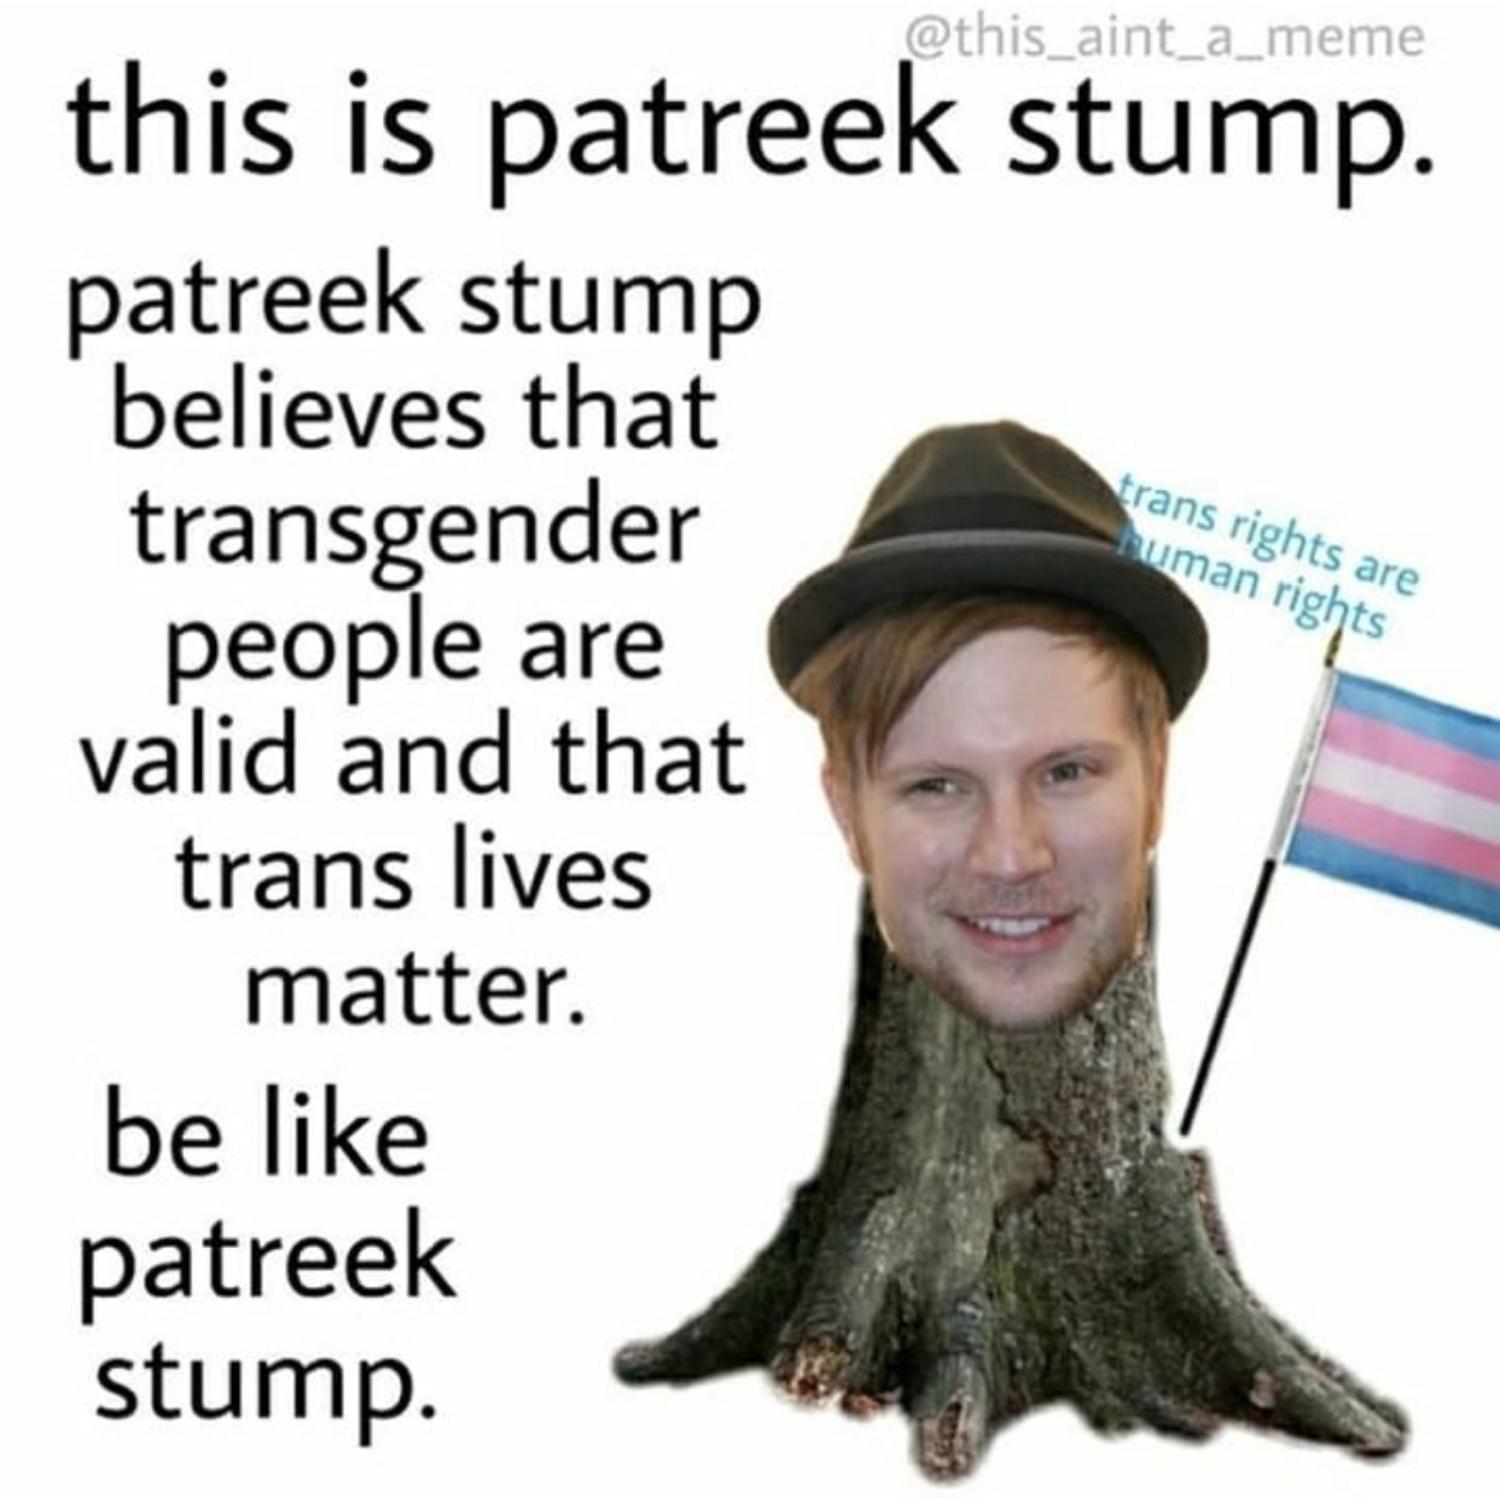 @this_aint_a_meme
this is patreek stump.
patreek stump
believes that
transgender
people are
valid and that
trans lives
matter.
be like
patreek
stump.
trans rights are
human rights